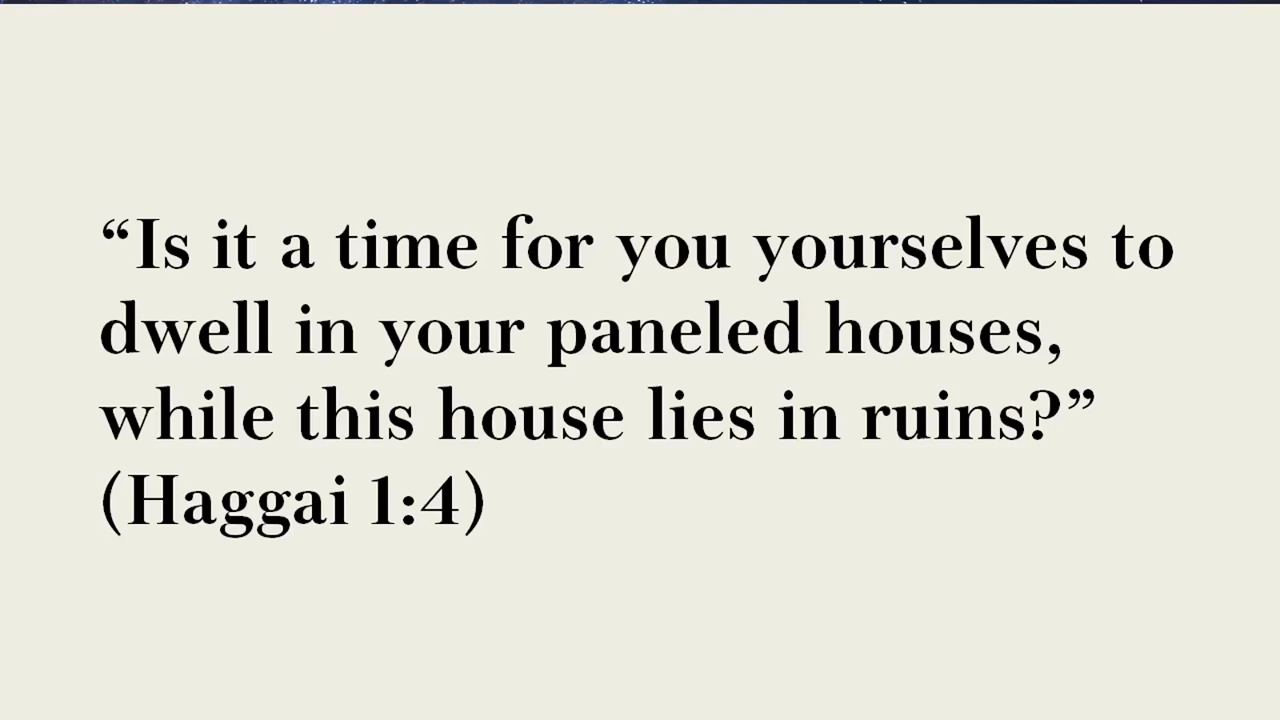 “Is it a time for you yourselves to
dwell in your paneled houses,
while this house lies in ruins?”
(Haggai 1:4)